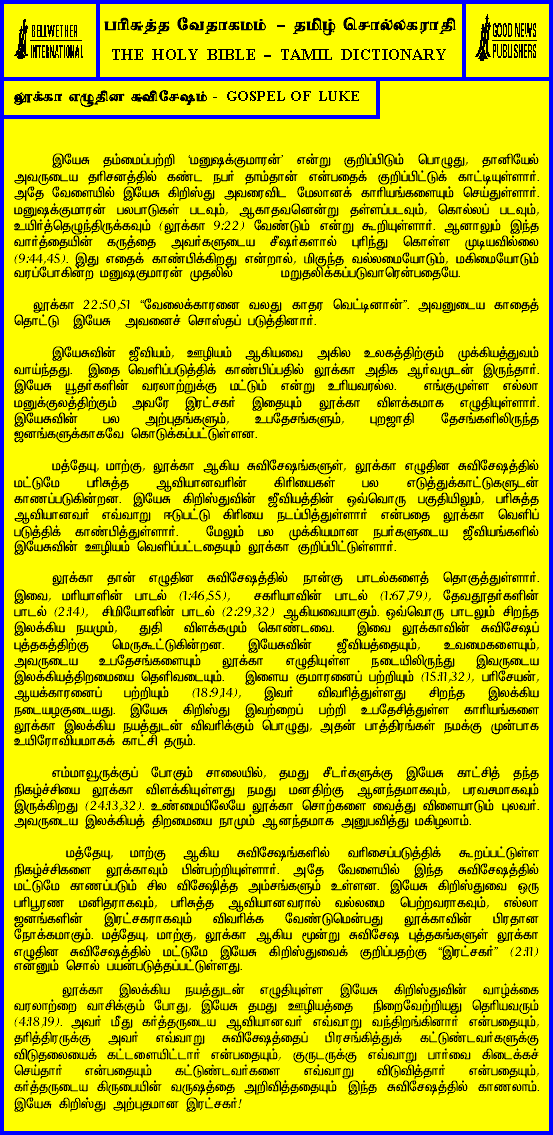 BELLWETHER
INTERNATIONAL
பரிசுத்த வேதாகமம் – தமிழ் சொல்லகராதி
THE HOLY BIBLE – TAMIL DICTIONARY
GOOD NEWS
PUBLISHERS
லூக்கா எழுதின சுவிசேஷம் - GOSPEL OF LUKE
இயேசு தம்மைப்பற்றி 'மனுஷக்குமாரன்' என்று குறிப்பிடும் பொழுது, தானியேல்
அவருடைய தரிசனத்தில் கண்ட நபர் தாம்தான் என்பதைக் குறிப்பிட்டுக் காட்டியுள்ளார்.
அதே வேளையில் இயேசு கிறிஸ்து அவரைவிட மேலானக் காரியங்களையும் செய்துள்ளார்.
மனுஷக்குமாரன் பலபாடுகள் படவும், ஆகாதவனென்று தள்ளப்படவும், கொல்லப் படவும்,
உயிர்த்தெழுந்திருக்கவும் (லூக்கா 9:22) வேண்டும் என்று கூறியுள்ளார். ஆனாலும் இந்த
வார்த்தையின் கருத்தை அவர்களுடைய சீஷர்களால் புரிந்து கொள்ள முடியவில்லை
(9:44,45). இது எதைக் காண்பிக்கிறது என்றால், மிகுந்த வல்லமையோடும், மகிமையோடும்
வரப்போகின்ற மனுஷகுமாரன் முதலில் மறுதலிக்கப்படுவாரென்பதையே.
லூக்கா 22:50,51 "வேலைக்காரனை வலது காதர வெட்டினான்". அவனுடைய காதைத்
தொட்டு இயேசு அவனைச் சொஸ்தப் படுத்தினார்.
இயேசுவின் ஜீவியம், ஊழியம் ஆகியவை அகில உலகத்திற்கும் முக்கியத்துவம்
வாய்ந்தது. இதை வெளிப்படுத்திக் காண்பிப்பதில் லூக்கா அதிக ஆர்வமுடன் இருந்தார்.
இயேசு யூதர்களின் வரலாற்றுக்கு மட்டும் என்று உரியவரல்ல. எங்குமுள்ள எல்லா
மனுக்குலத்திற்கும் அவரே இரட்சகர் இதையும் லூக்கா விளக்கமாக எழுதியுள்ளார்.
இயேசுவின் பல அற்புதங்களும், உபதேசங்களும், புறஜாதி தேசங்களிலிருந்த
ஜனங்களுக்காகவே கொடுக்கப்பட்டுள்ளன.
மத்தேயு, மாற்கு, லூக்கா ஆகிய சுவிசேஷங்களுள், லூக்கா எழுதின சுவிசேஷத்தில்
மட்டுமே பரிசுத்த ஆவியானவரின் கிரியைகள் பல எடுத்துக்காட்டுகளுடன்
காணப்படுகின்றன. இயேசு கிறிஸ்துவின் ஜீவியத்தின் ஒவ்வொரு பகுதியிலும், பரிசுத்த
ஆவியானவர் எவ்வாறு ஈடுபட்டு கிரியை நடப்பித்துள்ளார் என்பதை லூக்கா வெளிப்
படுத்திக் காண்பித்துள்ளார். மேலும் பல முக்கியமான நபர்களுடைய ஜீவியங்களில்
இயேசுவின் ஊழியம் வெளிப்பட்டதையும் லூக்கா குறிப்பிட்டுள்ளார்.
லூக்கா தான் எழுதின சுவிசேஷத்தில் நான்கு பாடல்களைத் தொகுத்துள்ளார்.
இவை, மரியாளின் பாடல் (1:46,55), சகரியாவின் பாடல் (1:67,79), தேவதூதர்களின்
பாடல் (2:14), சிமியோனின் பாடல் (2:29,32) ஆகியவையாகும். ஒவ்வொரு பாடலும் சிறந்த
இலக்கிய நயமும், துதி விளக்கமும் கொண்டவை. இவை லூக்காவின் சுவிசேஷப்
புத்தகத்திற்கு மெருகூட்டுகின்றன. இயேசுவின் ஜீவியத்தையும், உவமைகளையும்,
அவருடைய உபதேசங்களையும் லூக்கா எழுதியுள்ள நடையிலிருந்து இவருடைய
இலக்கியத்திறமையை தெளிவடையும். இளைய குமாரனைப் பற்றியும் (15:11,32), பரிசேயன்,
ஆயக்காரனைப் பற்றியும் (18:9,14), இவர் விவரித்துள்ளது சிறந்த இலக்கிய
நடையழகுடையது. இயேசு கிறிஸ்து இவற்றைப் பற்றி உபதேசித்துள்ள காரியங்களை
லூக்கா இலக்கிய நயத்துடன் விவரிக்கும் பொழுது, அதன் பாத்திரங்கள் நமக்கு முன்பாக
உயிரோவியமாகக் காட்சி தரும்.
எம்மாவூருக்குப் போகும் சாலையில், தமது சீடர்களுக்கு இயேசு காட்சித் தந்த
நிகழ்ச்சியை லூக்கா விளக்கியுள்ளது நமது மனதிற்கு ஆனந்தமாகவும், பரவசமாகவும்
இருக்கிறது (24:13,32). உண்மையிலேயே லூக்கா சொற்களை வைத்து விளையாடும் புலவர்.
அவருடைய இலக்கியத் திறமையை நாமும் ஆனந்தமாக அனுபவித்து மகிழலாம்.
மத்தேயு, மாற்கு ஆகிய சுவிசேஷங்களில் வரிசைப்படுத்திக் கூறப்பட்டுள்ள
நிகழ்ச்சிகளை லூக்காவும் பின்பற்றியுள்ளார். அதே வேளையில் இந்த சுவிசேஷத்தில்
மட்டுமே காணப்படும் சில விசேஷித்த அம்சங்களும் உள்ளன. இயேசு கிறிஸ்துவை ஒரு
பரிபூரண மனிதராகவும், பரிசுத்த ஆவியானவரால் வல்லமை பெற்றவராகவும், எல்லா
ஜனங்களின் இரட்சகராகவும் விவரிக்க வேண்டுமென்பது லூக்காவின் பிரதான
நோக்கமாகும். மத்தேயு, மாற்கு, லூக்கா ஆகிய மூன்று சுவிசேஷ புத்தகங்களுள் லூக்கா
எழுதின சுவிசேஷத்தில் மட்டுமே இயேசு கிறிஸ்துவைக் குறிப்பதற்கு "இரட்சகர்" (2:11)
என்னும் சொல் பயன்படுத்தப்பட்டுள்ளது.
லூக்கா இலக்கிய நயத்துடன் எழுதியுள்ள இயேசு கிறிஸ்துவின் வாழ்க்கை
வரலாற்றை வாசிக்கும் போது, இயேசு தமது ஊழியத்தை நிறைவேற்றியது தெரியவரும்
(4:18,19). அவர் மீது கர்த்தருடைய ஆவியானவர் எவ்வாறு வந்திறங்கினார் என்பதையும்,
தரித்திரருக்கு அவர் எவ்வாறு சுவிசேஷத்தைப் பிரசங்கித்துக் கட்டுண்டவர்களுக்கு
விடுதலையைக் கட்டளையிட்டார் என்பதையும், குருடருக்கு எவ்வாறு பார்வை கிடைக்கச்
செய்தார் என்பதையும் கட்டுண்டவர்களை எவ்வாறு விடுவித்தார் என்பதையும்,
கர்த்தருடைய கிருபையின் வருஷத்தை அறிவித்ததையும் இந்த சுவிசேஷத்தில் காணலாம்.
இயேசு கிறிஸ்து அற்புதமான இரட்சகர்!